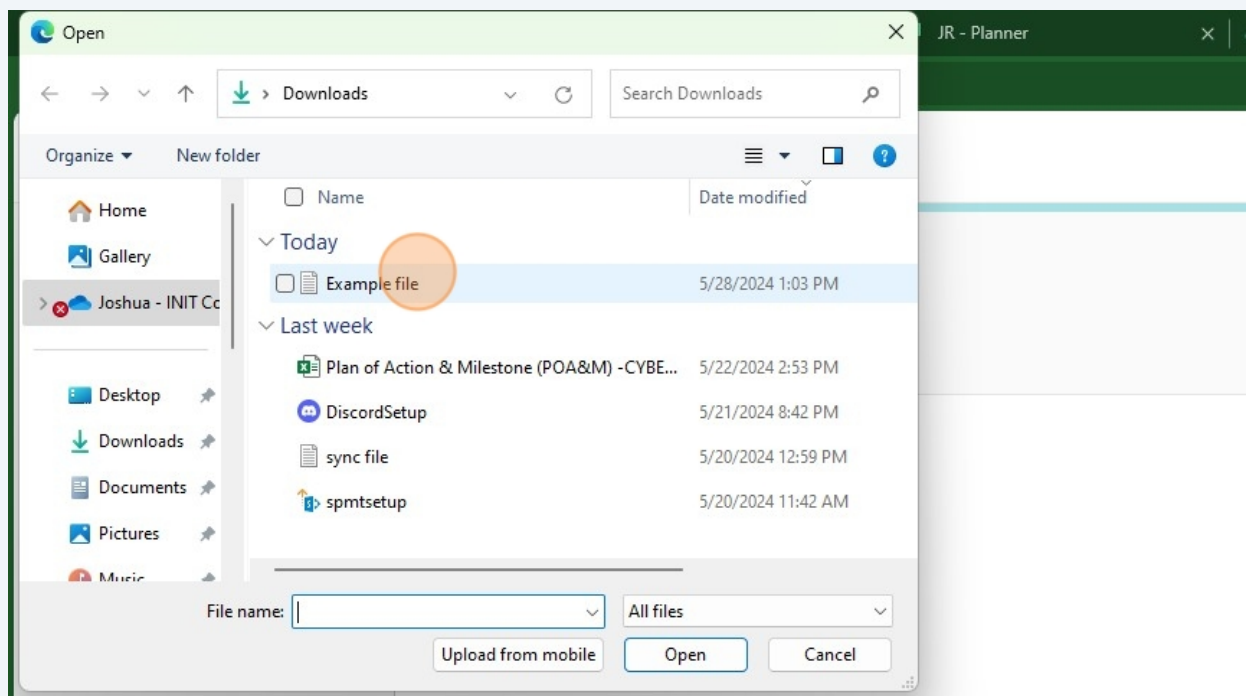 Open
JR - Planner
Downloads
Search Downloads
Organize
New folder
Name
Date modified
Home
Gallery
Joshua - INIT Co
Today
Example file
5/28/2024 1:03 PM
Last week
Plan of Action & Milestone (POA&M) -CYBE...
5/22/2024 2:53 PM
DiscordSetup
5/21/2024 8:42 PM
sync file
5/20/2024 12:59 PM
spmtsetup
5/20/2024 11:42 AM
Desktop
Downloads
Documents
Pictures
Music
File name:
All files
Upload from mobile
Open
Cancel